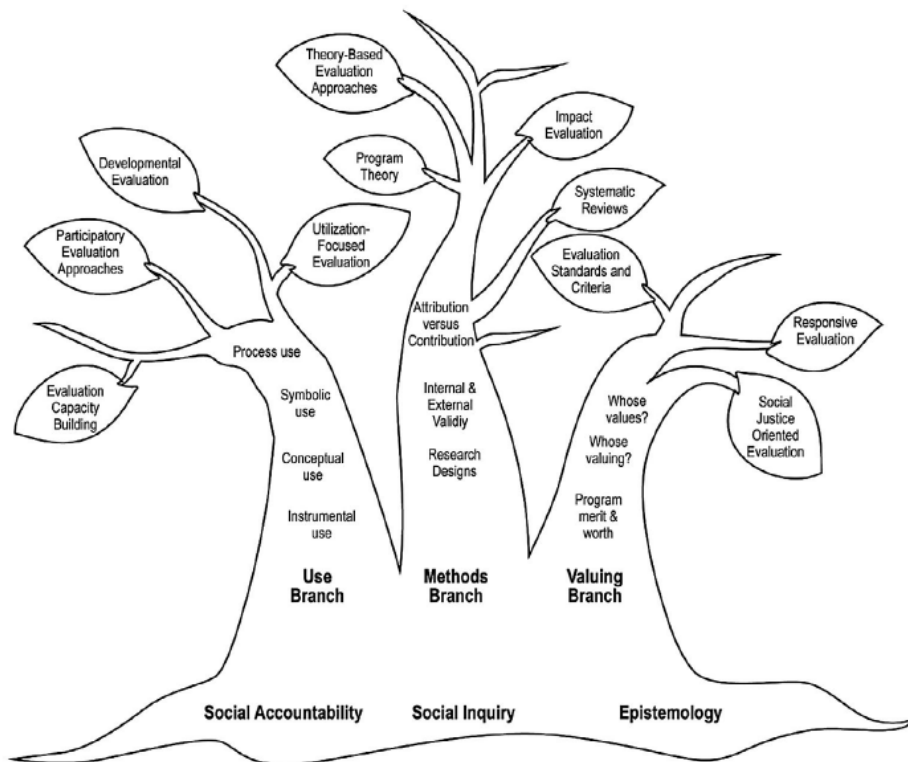 Theory-Based
Evaluation
Approaches
Impact
Evaluation
Developmental
Evaluation
Program
Theory
Systematic
Reviews
Participatory
Evaluation
Approaches
Utilization-
Focused
Evaluation
Evaluation
Standards and
Criteria
Attribution
versus
Contribution
Responsive
Evaluation
Process use
Evaluation
Capacity
Building
Symbolic
use
Internal &
External
Validiy
Whose
values?
Social
Justice
Oriented
Evaluation
Whose
valuing?
Conceptual
use
Research
Designs
Instrumental
use
Program
merit &
worth
Use
Branch
Methods
Branch
Valuing
Branch
Social Accountability
Social Inquiry
Epistemology